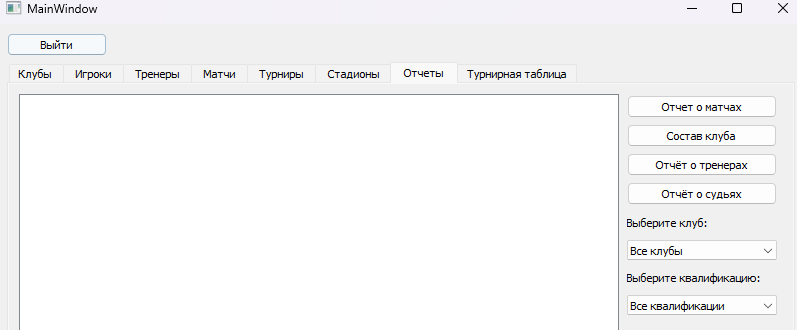 MainWindow
Выйти
Клубы Игроки Тренеры Матчи Турниры Стадионы Отчеты Турнирная таблица
Отчет о матчах
Состав клуба
Отчёт о тренерах
Отчёт о судьях
Выберите клуб:
Все клубы
Выберите квалификацию:
Все квалификации